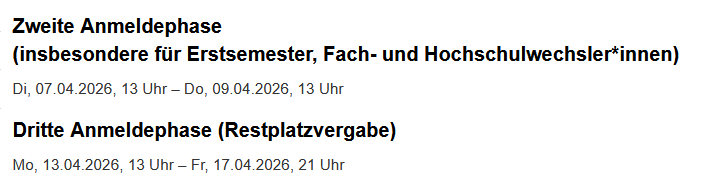 Zweite Anmeldephase
(insbesondere für Erstsemester, Fach- und Hochschulwechsler*innen)
Di, 07.04.2026, 13 Uhr – Do, 09.04.2026, 13 Uhr
Dritte Anmeldephase (Restplatzvergabe)
Mo, 13.04.2026, 13 Uhr – Fr, 17.04.2026, 21 Uhr